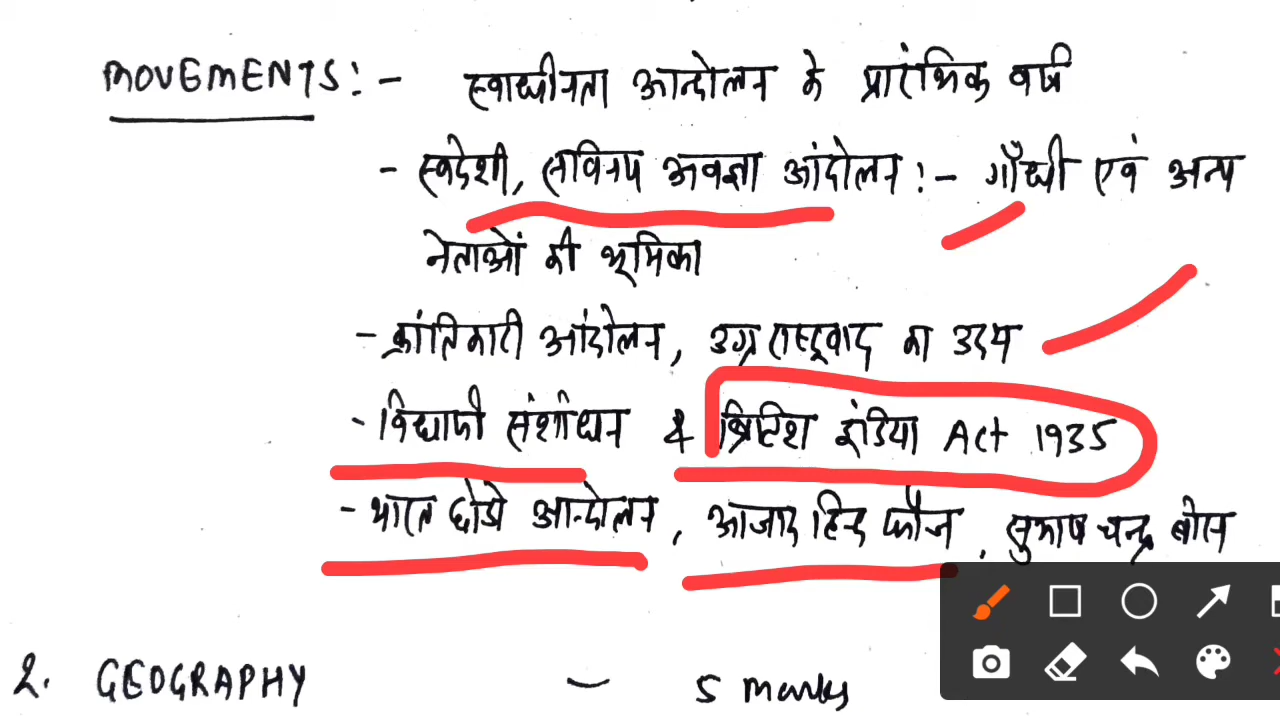 MOVEMENTS:- स्वाधीनता आन्दोलन के प्रारंभिक वर्ष
- स्वदेशी, सविनय अवज्ञा आंदोलन:- गाँधी एवं अन्य
नेताओं की भूमिका
- क्रांतिकारी आंदोलन, उग्र राष्ट्रवाद का उदय
- विधायी संशोधन & ब्रिटिश इंडिया Act 1935
- भारत छोडो आन्दोलन, आजाद हिन्द फौज, सुभाष चन्द्र बोस
2. GEOGRAPHY - 5 marks